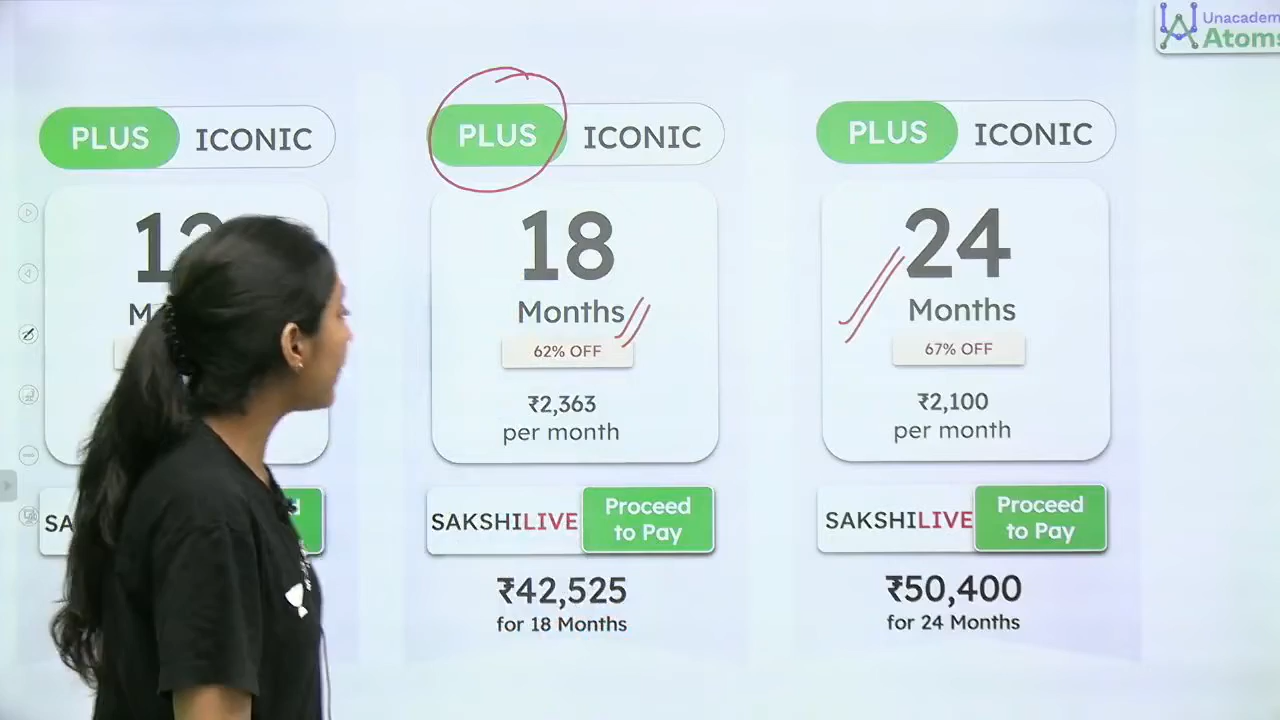 Unacadem
Atoms
PLUS ICONIC
PLUS ICONIC
PLUS ICONIC
18
Months
62% OFF
₹2,363
per month
24
Months
67% OFF
₹2,100
per month
SAKSHILIVE
Proceed
to Pay
SAKSHILIVE
Proceed
to Pay
₹42,525
for 18 Months
₹50,400
for 24 Months